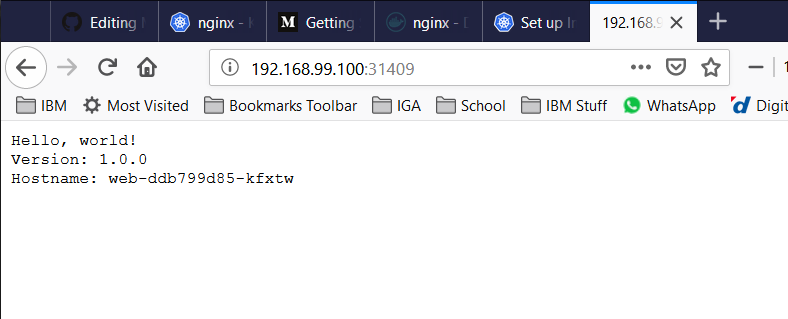 Editing
nginx -
M
Getting
nginx -
Set up
192.168.9
192.168.99.100:31409
IBM
Most Visited
Bookmarks Toolbar
IGA
School
IBM Stuff
WhatsApp
Digit
Hello, world!
Version: 1.0.0
Hostname: web-ddb799d85-kfxtw